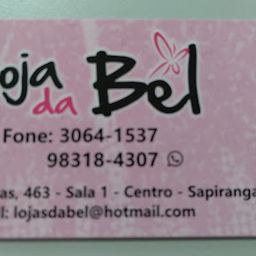 oja
da Bel
Fone: 3064-1537
98318-4307
as, 463 - Sala 1 - Centro - Sapiranga
l: lojasdabel@hotmail.com